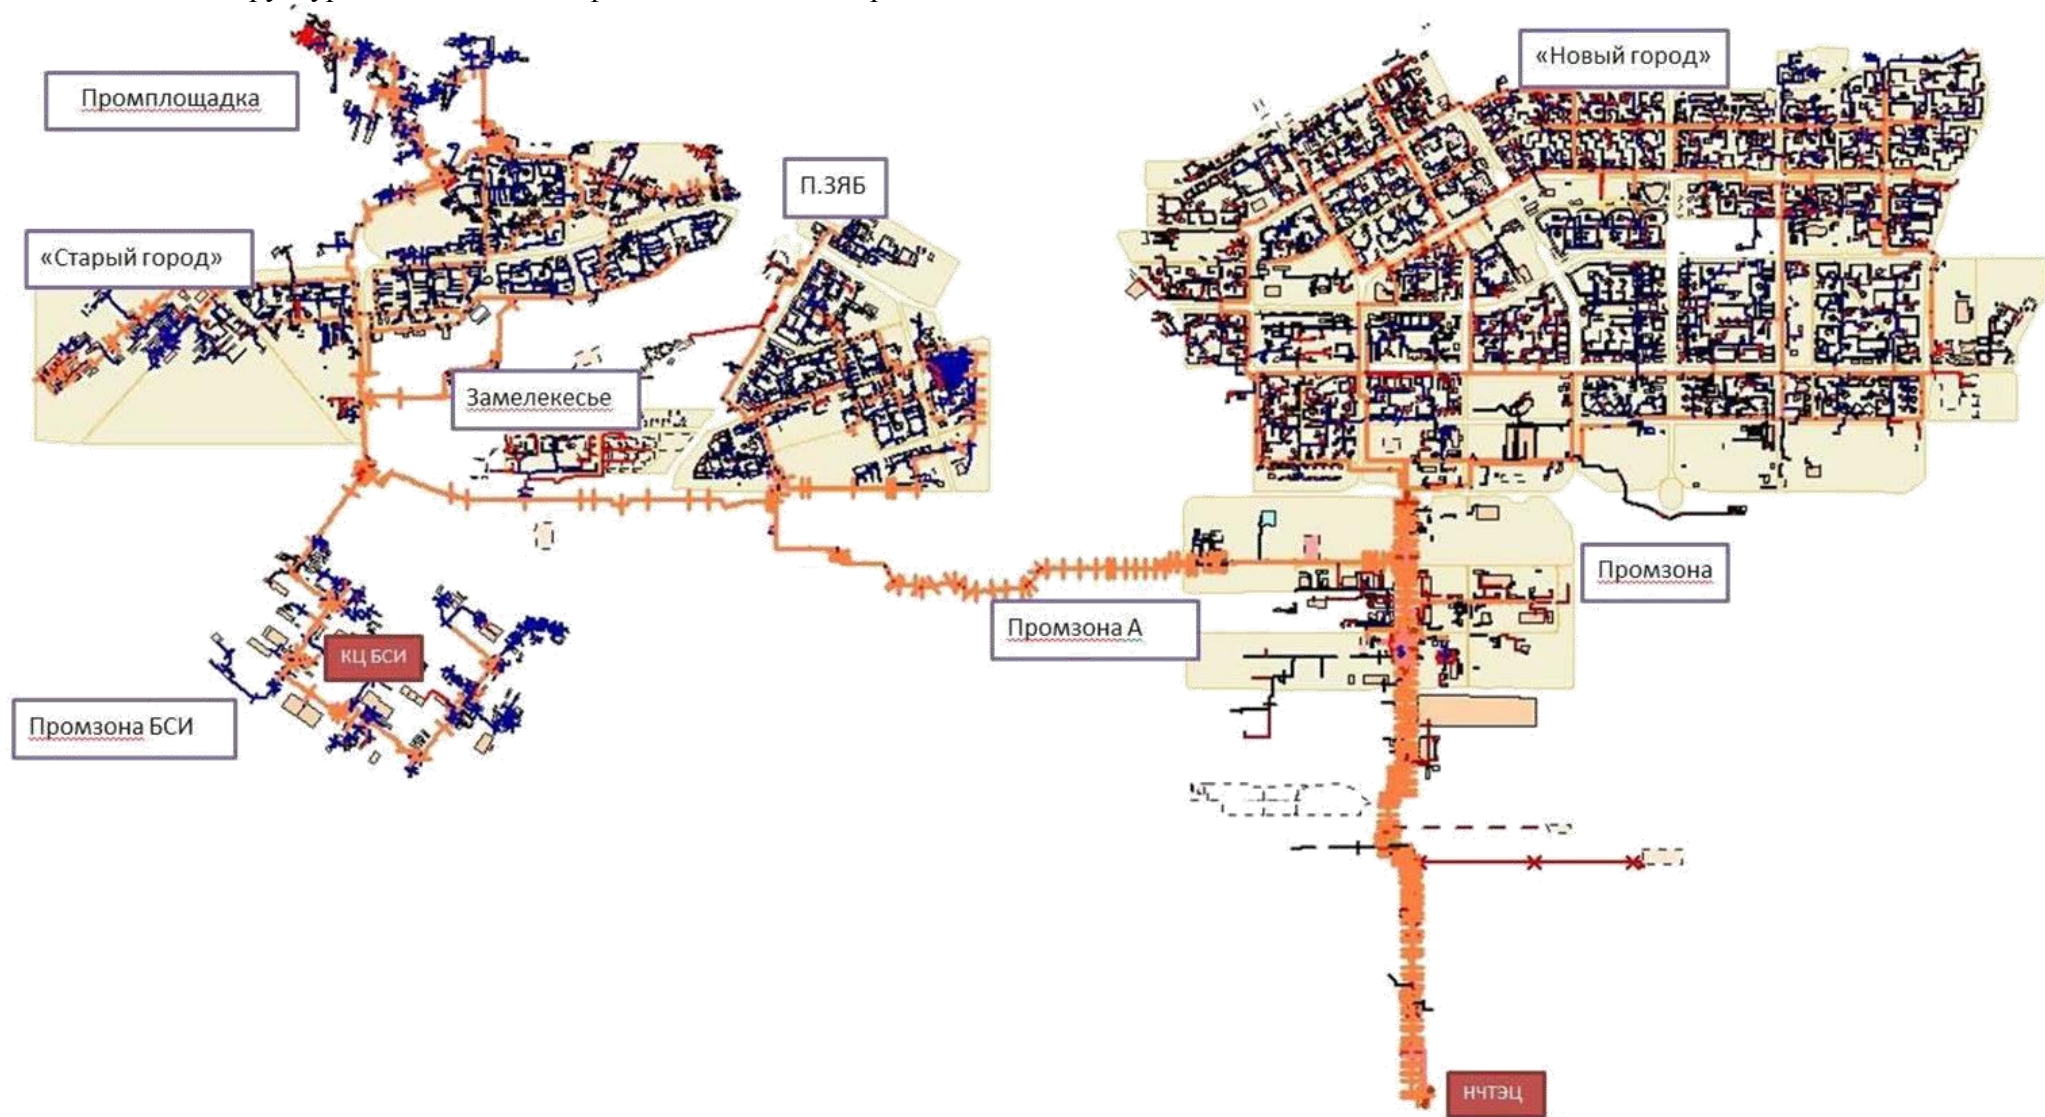 «Новый город»
Промплощадка
П.ЗЯБ
«Старый город»
Замелекесье
Промзона
Промзона А
КЦ БСИ
Промзона БСИ
НЧТЭЦ